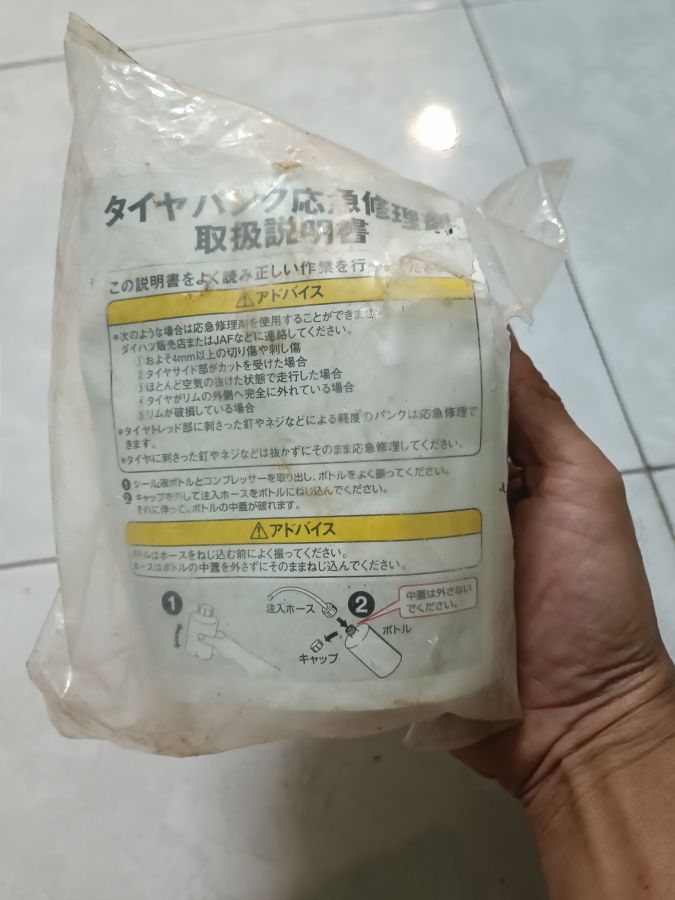 タイヤパンク応急修理剤
取扱説明書
この説明書をよく読み正しい作業を行
アドバイス
*次のような場合は応急修理剤を使用することができま
ダイハツ販売店またはJAFなどに連絡してください。
①およそ4mm以上の切り傷や刺し傷
②タイヤサイド部がカットを受けた場合
③ほとんど空気の抜けた状態で走行した場合
④タイヤがリムの外側へ完全に外れている場合
⑤リムが破損している場合
*タイヤトレッド部に刺さった釘やネジなどによる軽度のパンクは応急修理で
きます。
*タイヤに刺さった釘やネジなどは抜かずにそのまま応急修理してください。
❶シール液ボトルとコンプレッサーを取り出し、ボトルをよく振ってください。
❷キャップを外して注入ホースをボトルにねじ込んでください。
それに伴って、ボトルの中蓋が破れます。
アドバイス
ボトルはホースをねじ込む前によく振ってください。
ホースはボトルの中蓋を外さずにそのままねじ込んでください。
❶
注入ホース
❷
中蓋は外さない
でください。
ボトル
キャップ